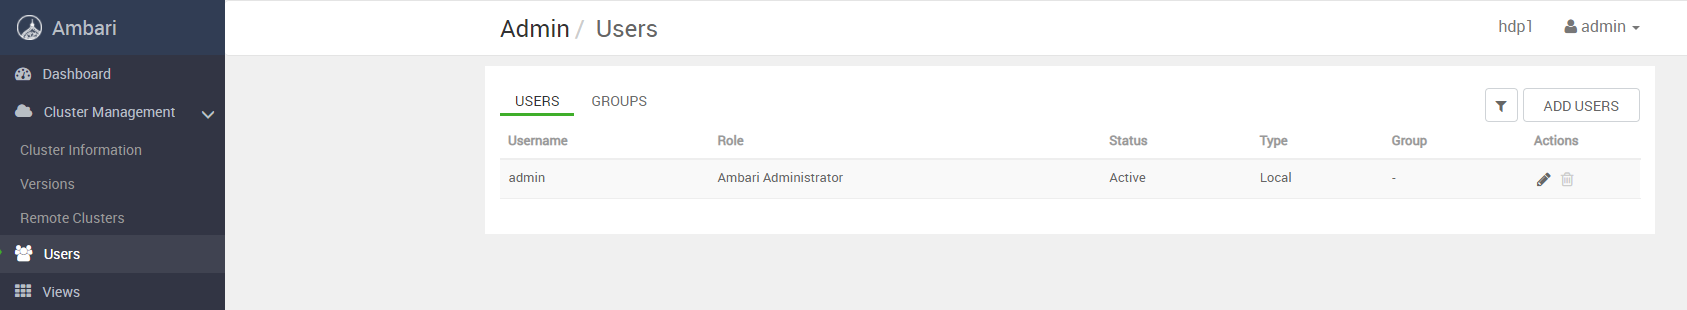 Ambari
Dashboard
Cluster Management
Cluster Information
Versions
Remote Clusters
Users
Views
Admin / Users
hdp1 admin
USERS GROUPS
ADD USERS
Username Role Status Type Group Actions
admin Ambari Administrator Active Local -